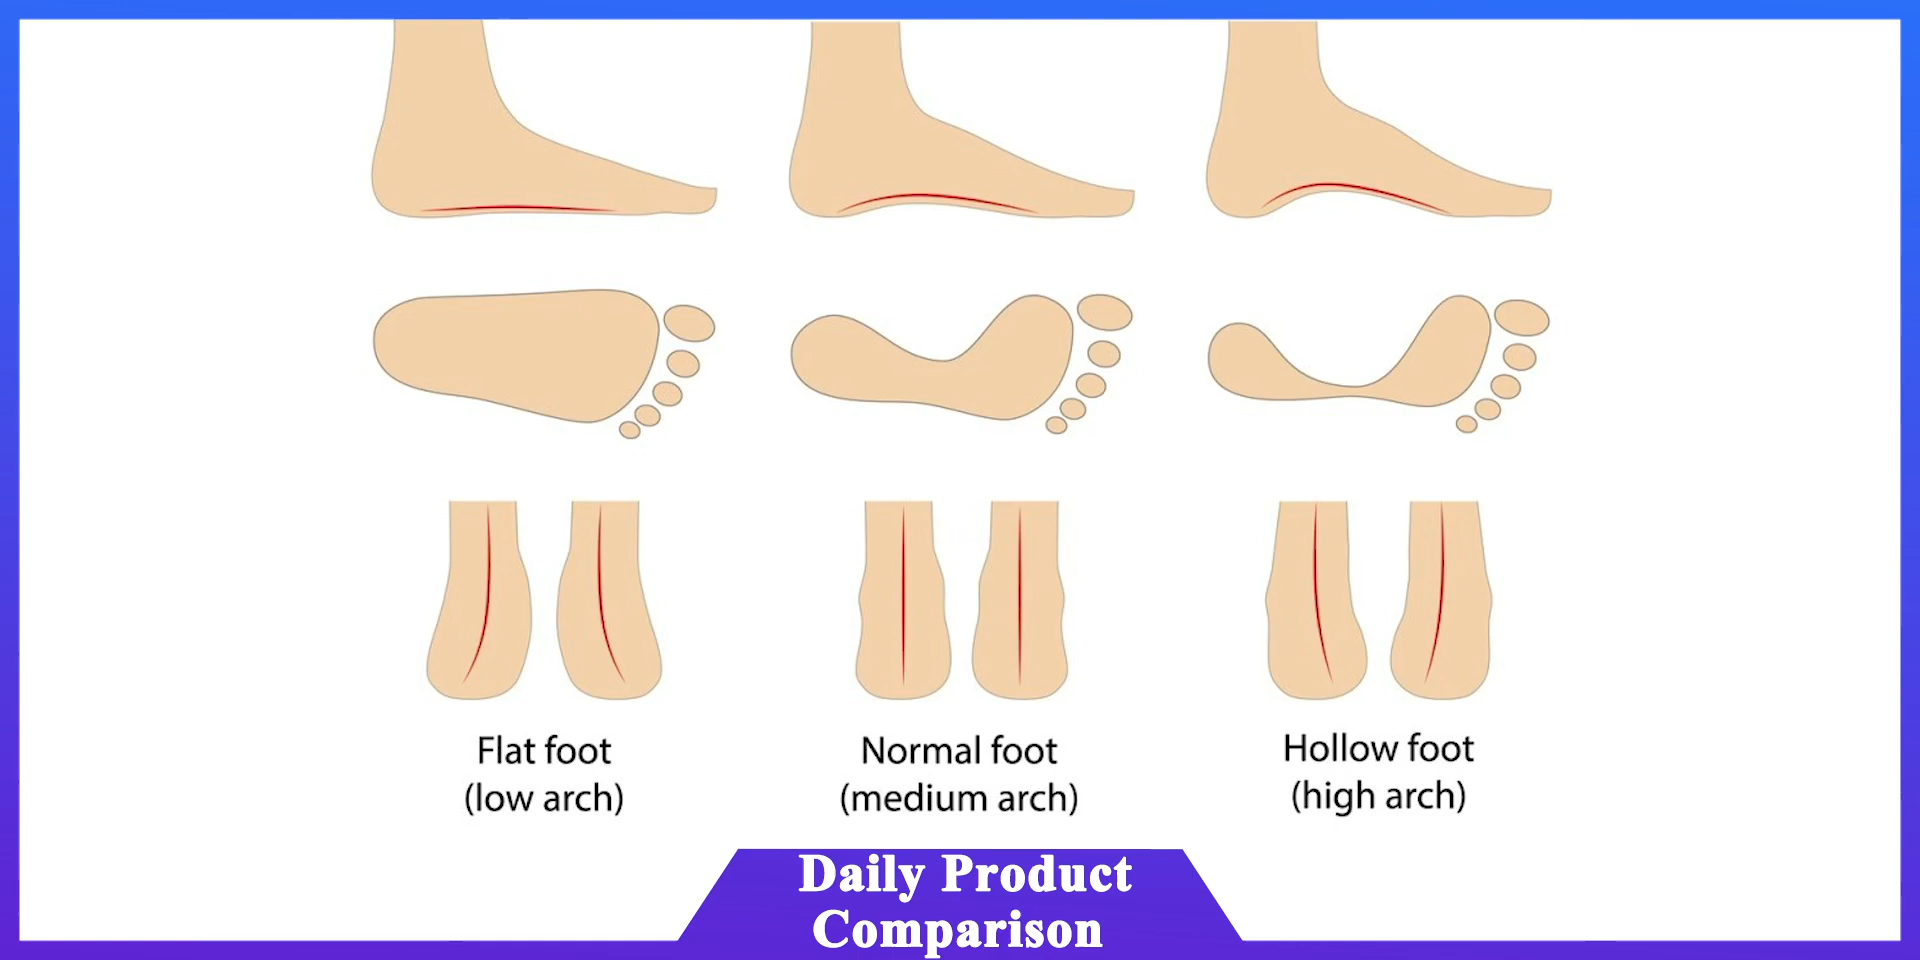 Flat foot
(low arch)
Normal foot
(medium arch)
Hollow foot
(high arch)
Daily Product
Comparison